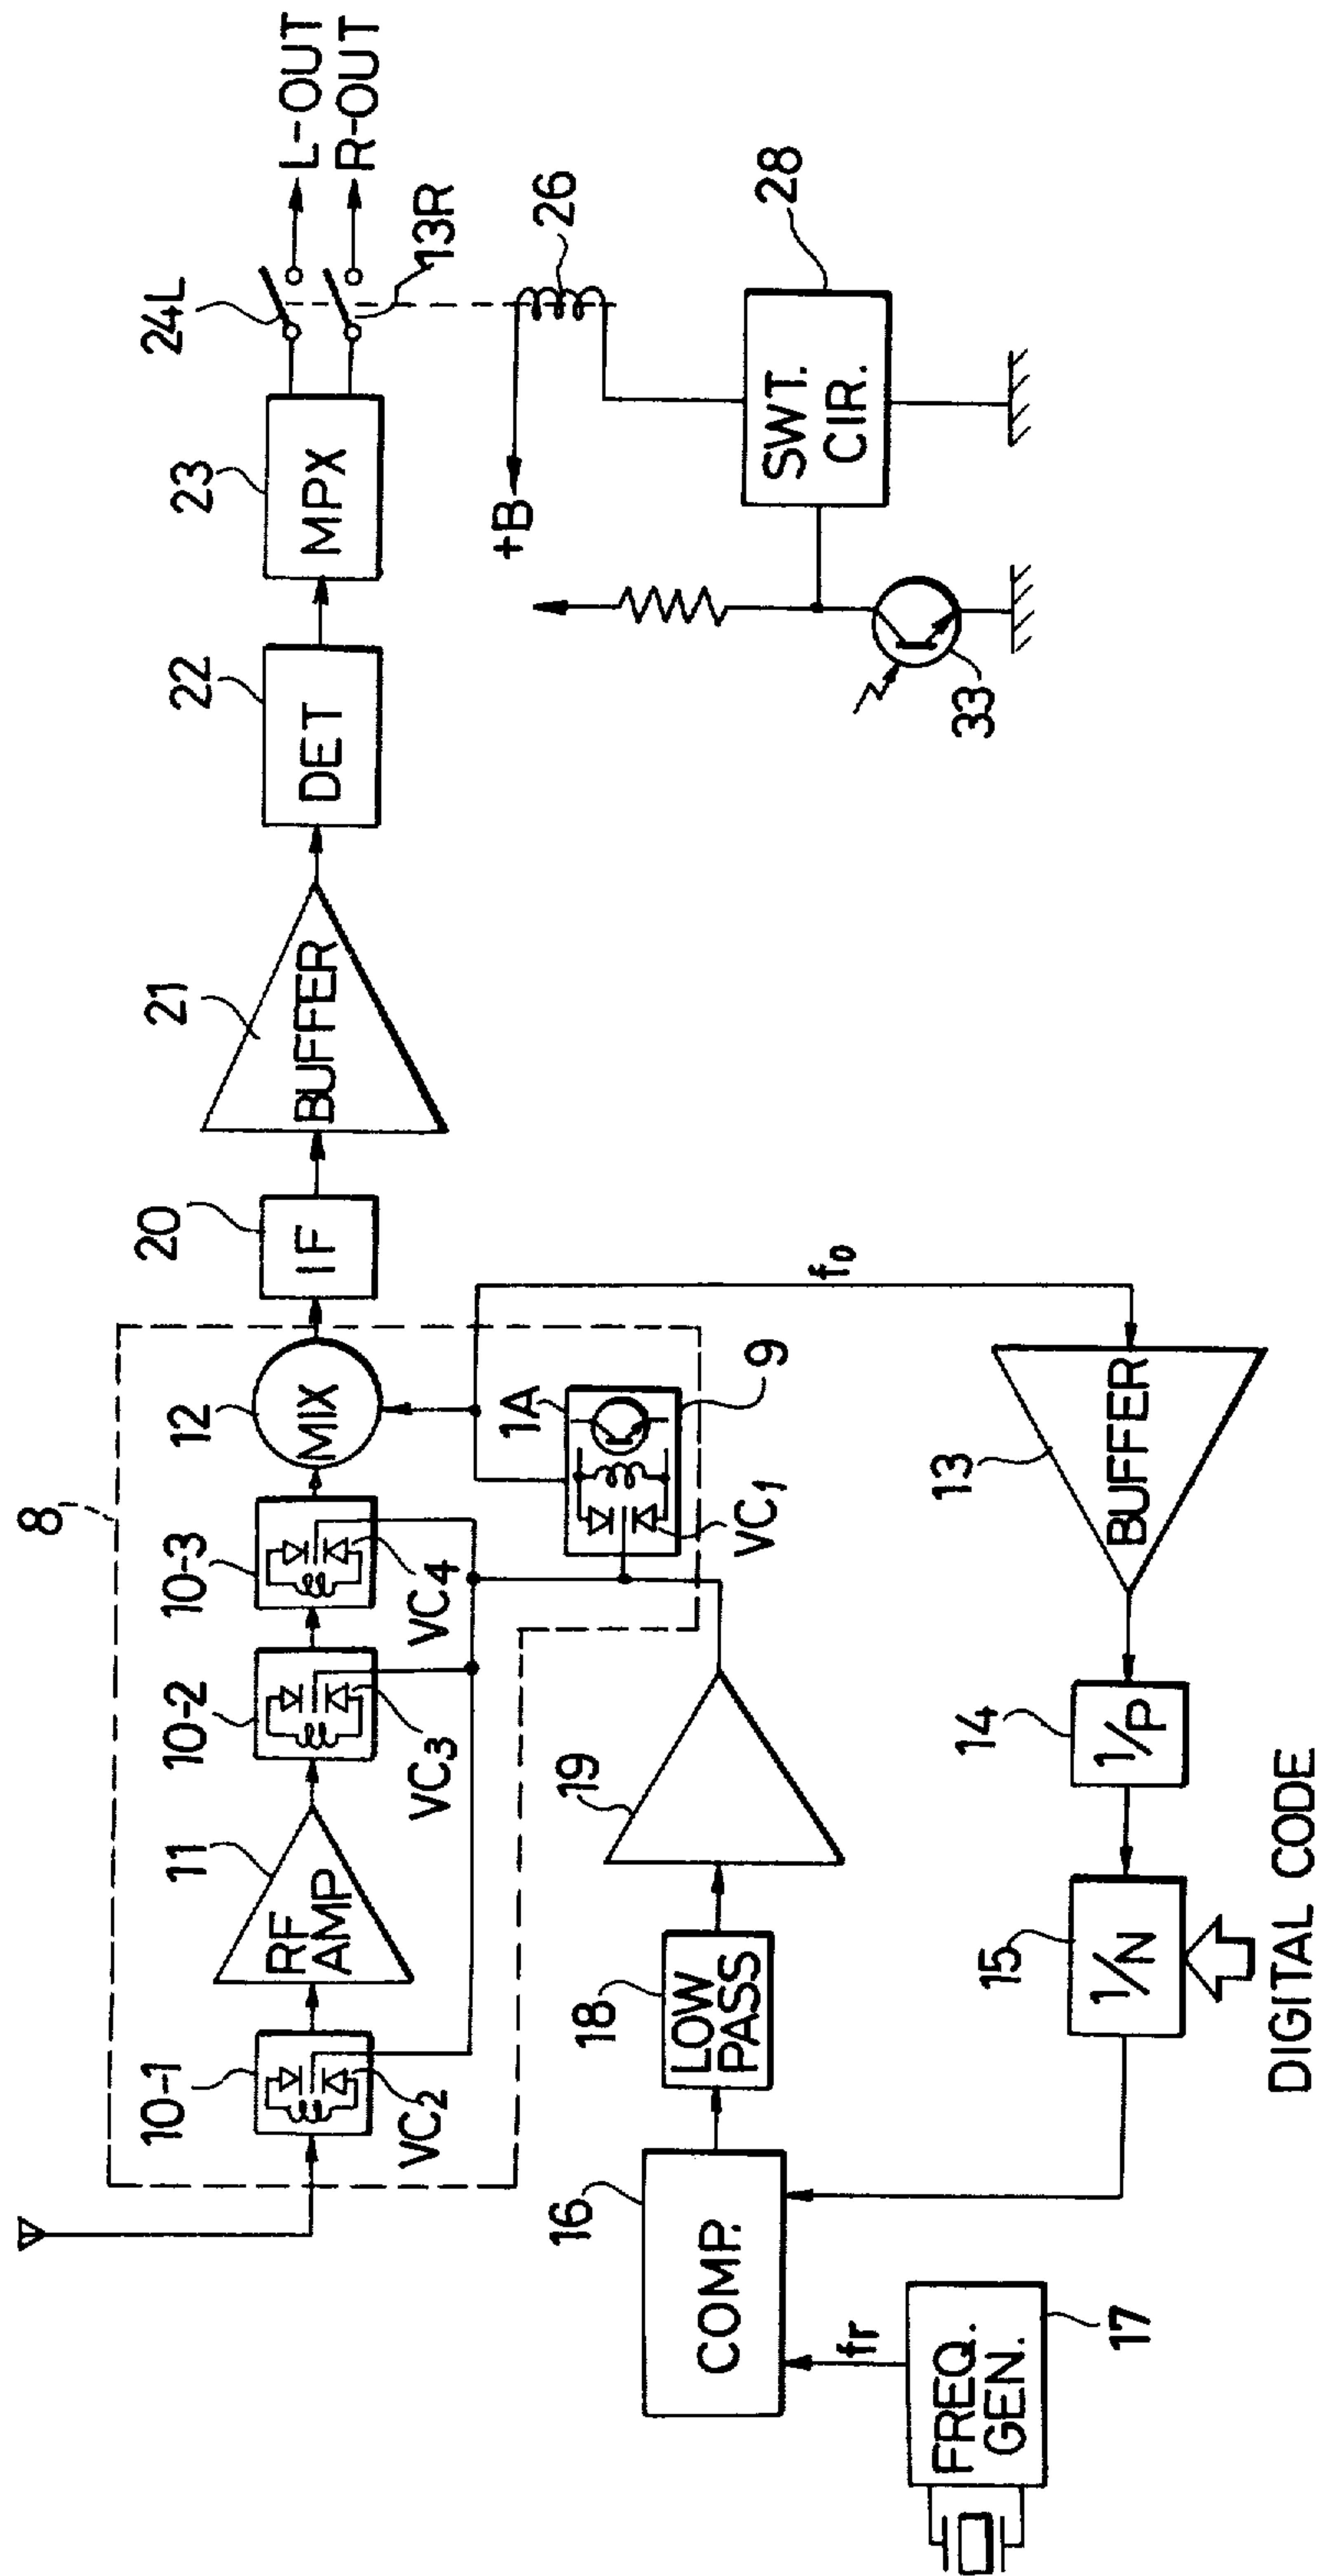 8
10-1
VC2
11
RF
AMP
10-2
VC3
10-3
VC4
12
MIX
1A
9
VC1
20
IF
21
BUFFER
22
DET
23
MPX
24L
13R
L-OUT
R-OUT
26
+B
28
SWT.
CIR.
33
f0
13
BUFFER
14
1/P
15
1/N
DIGITAL CODE
16
COMP.
fr
17
FREQ.
GEN.
18
LOW
PASS
19